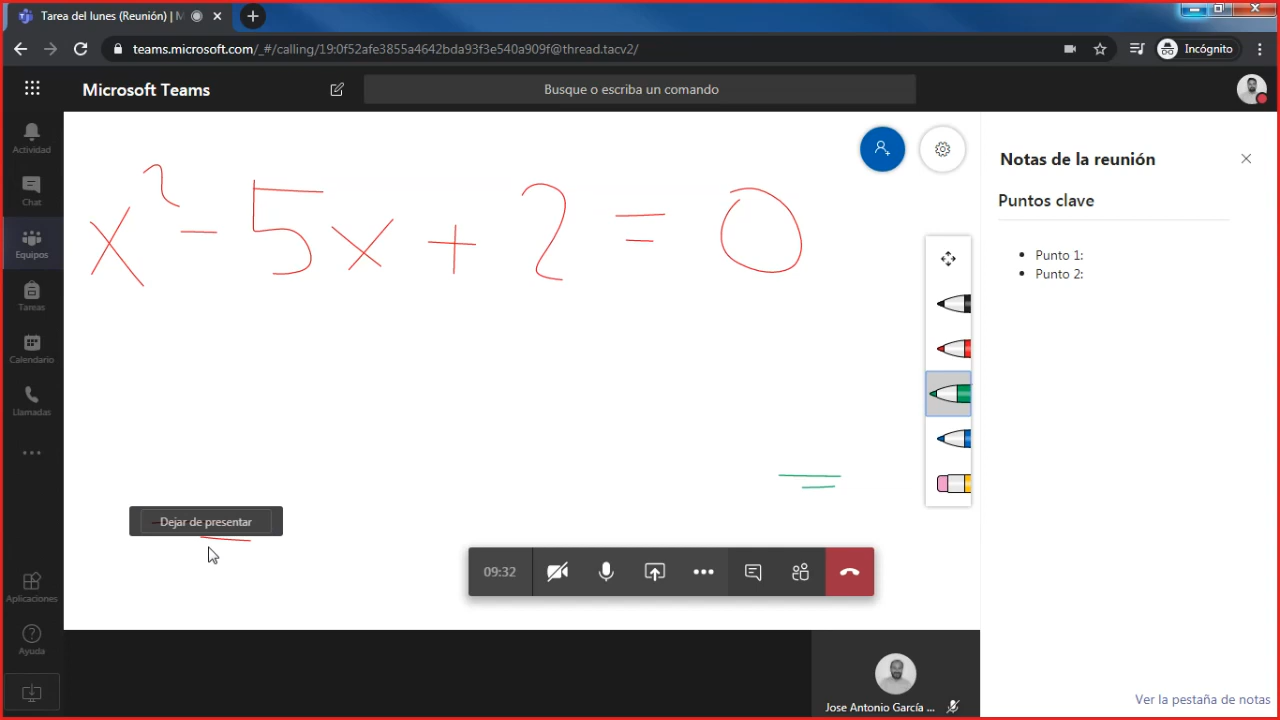 Tarea del lunes (Reunión) | M
teams.microsoft.com/_#/calling/19:0f52afe3855a4642bda93f3e540a909f@thread.tacv2/
Incógnito
Microsoft Teams
Busque o escriba un comando
Actividad
Chat
Equipos
Tareas
Calendario
Llamadas
Aplicaciones
Ayuda
x² - 5x + 2 = 0
=
Dejar de presentar
09:32
Jose Antonio García ...
Notas de la reunión
Puntos clave
• Punto 1:
• Punto 2:
Ver la pestaña de notas